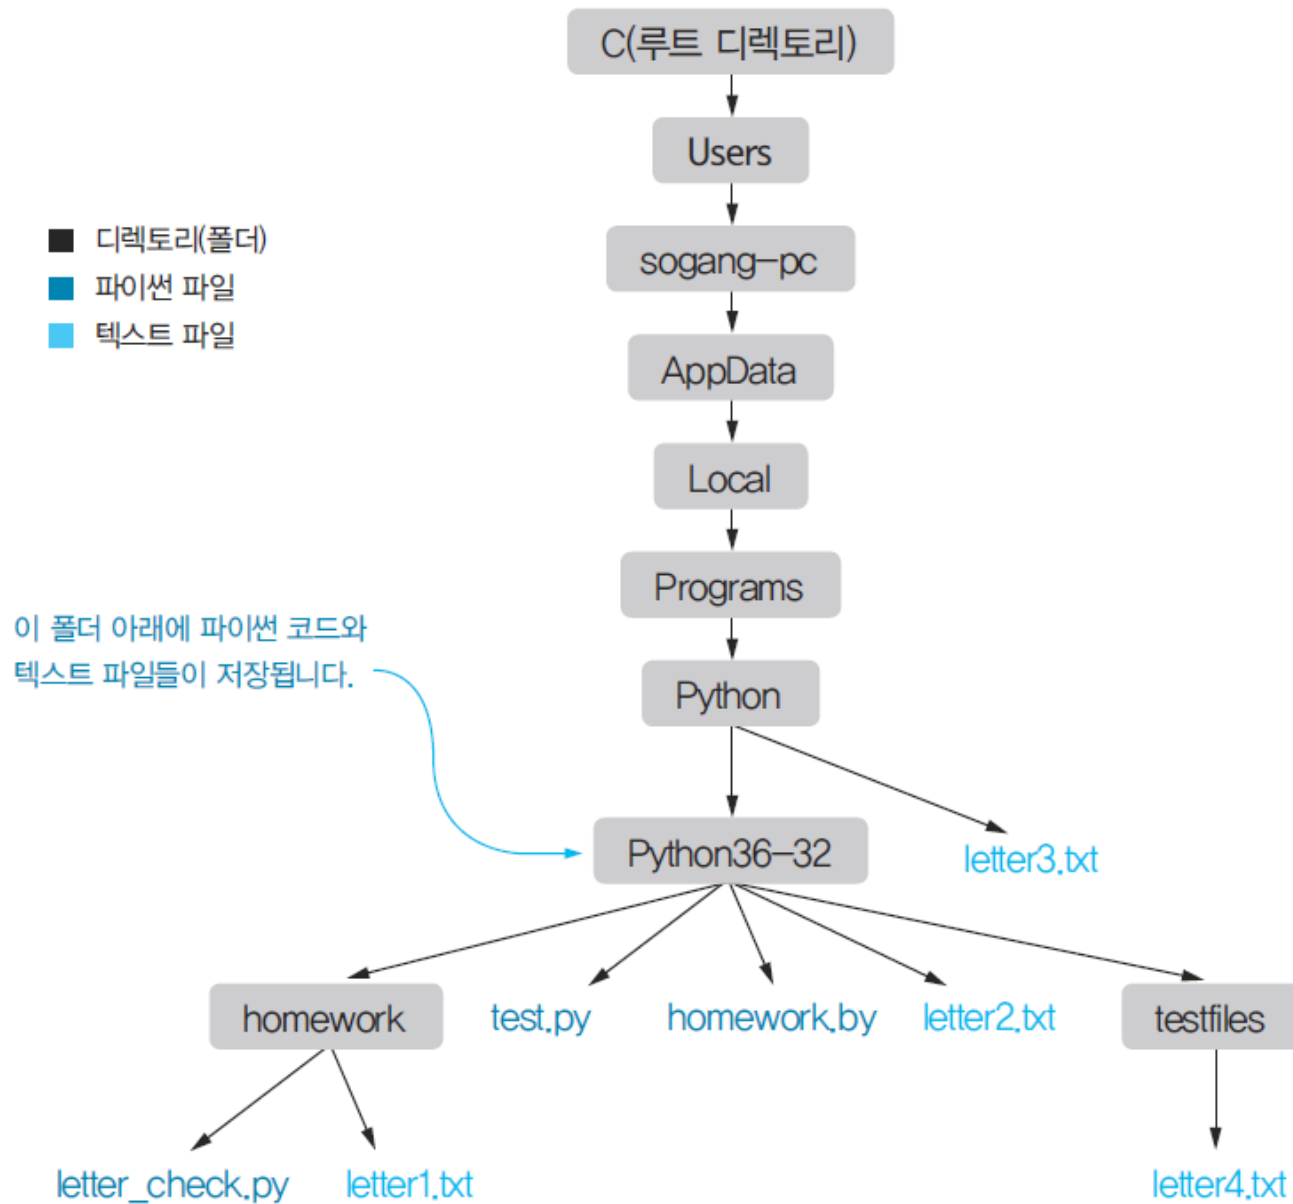 C(루트 디렉토리)
Users
디렉토리(폴더)
sogang-pc
파이썬 파일
텍스트 파일
AppData
Local
Programs
이 폴더 아래에 파이썬 코드와
텍스트 파일들이 저장됩니다.
Python
Python36-32
letter3.txt
homework
test.py
homework.by
letter2.txt
testfiles
letter_check.py
letter1.txt
letter4.txt